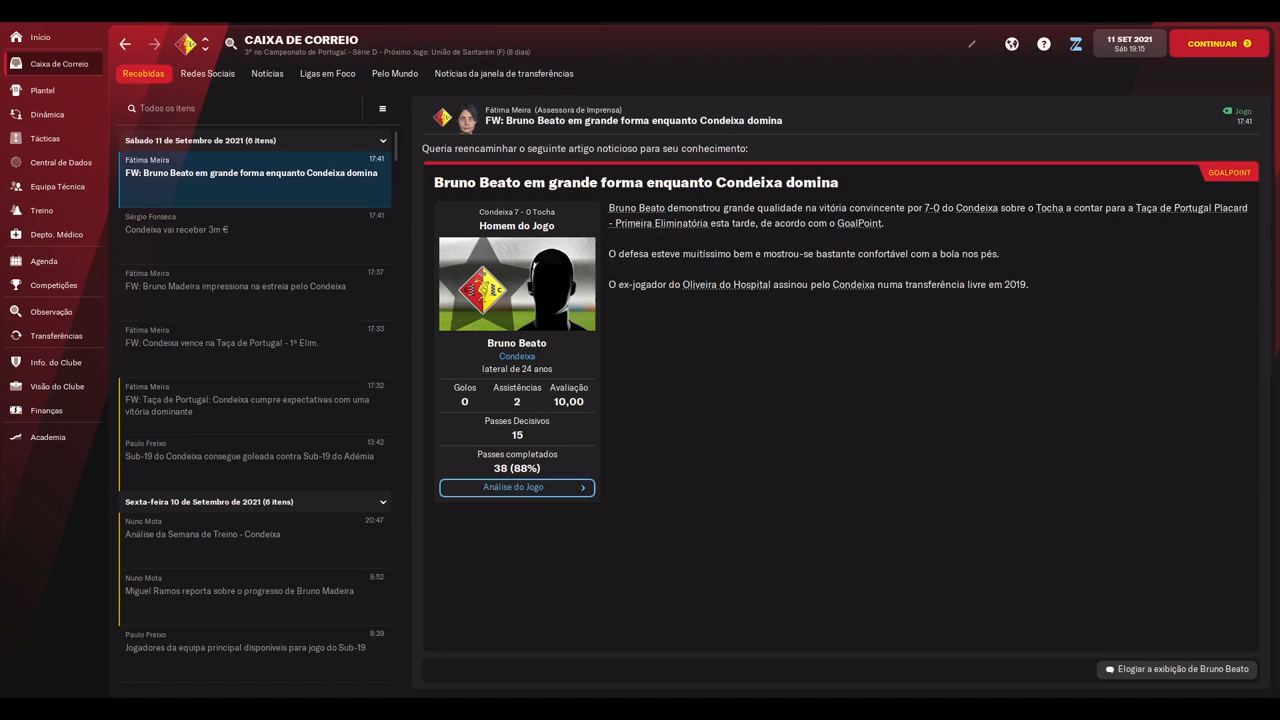 Início
Caixa de Correio
Plantel
Dinâmica
Tácticas
Central de Dados
Equipa Técnica
Treino
Depto. Médico
Agenda
Competições
Observação
Transferências
Info. do Clube
Visão do Clube
Finanças
Academia
CAIXA DE CORREIO
3º no Campeonato de Portugal - Série D - Próximo Jogo: União de Santarém (F) (8 dias)
11 SET 2021
Sáb 19:15
CONTINUAR
Recebidas Redes Sociais Notícias Ligas em Foco Pelo Mundo Notícias da janela de transferências
Todos os itens
Sábado 11 de Setembro de 2021 (6 itens)
Fátima Meira 17:41
FW: Bruno Beato em grande forma enquanto Condeixa domina
Sérgio Fonseca 17:41
Condeixa vai receber 3m €
Fátima Meira 17:37
FW: Bruno Madeira impressiona na estreia pelo Condeixa
Fátima Meira 17:33
FW: Condeixa vence na Taça de Portugal - 1ª Elim.
Fátima Meira 17:32
FW: Taça de Portugal: Condeixa cumpre expectativas com uma
vitória dominante
Paulo Freixo 13:42
Sub-19 do Condeixa consegue goleada contra Sub-19 do Adémia
Sexta-feira 10 de Setembro de 2021 (6 itens)
Nuno Mota 20:47
Análise da Semana de Treino - Condeixa
Nuno Mota 8:52
Miguel Ramos reporta sobre o progresso de Bruno Madeira
Paulo Freixo 8:39
Jogadores da equipa principal disponíveis para jogo do Sub-19
Fátima Meira (Assessora de Imprensa)
FW: Bruno Beato em grande forma enquanto Condeixa domina
Jogo
17:41
Queria reencaminhar o seguinte artigo noticioso para seu conhecimento:
GOALPOINT
Bruno Beato em grande forma enquanto Condeixa domina
Condeixa 7 - 0 Tocha
Homem do Jogo
Bruno Beato
Condeixa
lateral de 24 anos
Golos Assistências Avaliação
0 2 10,00
Passes Decisivos
15
Passes completados
38 (88%)
Análise do Jogo
Bruno Beato demonstrou grande qualidade na vitória convincente por 7-0 do Condeixa sobre o Tocha a contar para a Taça de Portugal Placard
- Primeira Eliminatória esta tarde, de acordo com o GoalPoint.
O defesa esteve muitíssimo bem e mostrou-se bastante confortável com a bola nos pés.
O ex-jogador do Oliveira do Hospital assinou pelo Condeixa numa transferência livre em 2019.
Elogiar a exibição de Bruno Beato